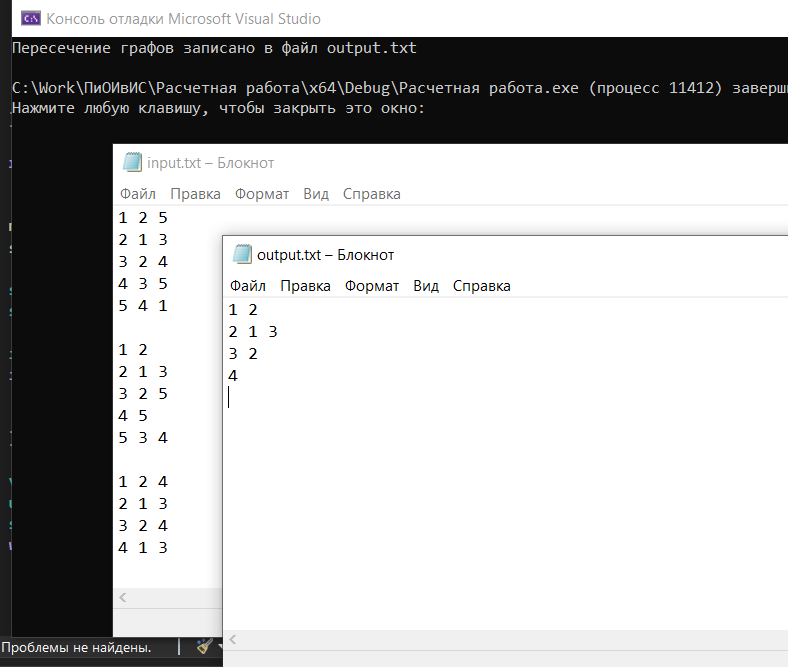 Консоль отладки Microsoft Visual Studio
Пересечение графов записано в файл output.txt
C:\Work\ПиОИвИС\Расчетная работа\x64\Debug\Расчетная работа.exe (процесс 11412) заверш
Нажмите любую клавишу, чтобы закрыть это окно:
input.txt – Блокнот
Файл Правка Формат Вид Справка
1 2 5
2 1 3
3 2 4
4 3 5
5 4 1
1 2
2 1 3
3 2 5
4 5
5 3 4
1 2 4
2 1 3
3 2 4
4 1 3
output.txt – Блокнот
Файл Правка Формат Вид Справка
1 2
2 1 3
3 2
4
Проблемы не найдены.